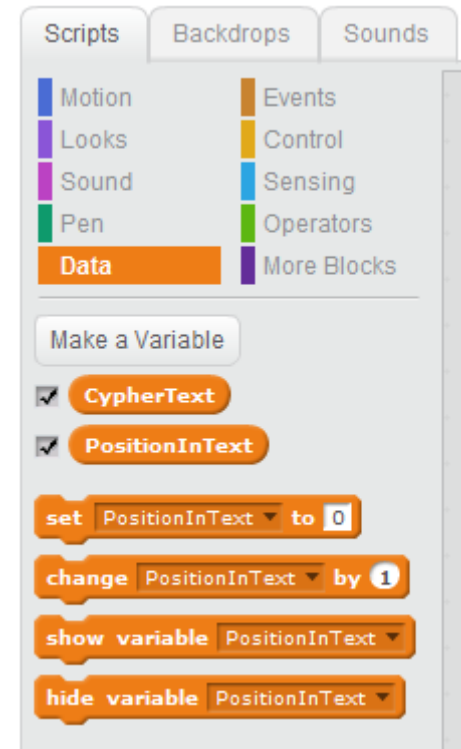 Scripts Backdrops Sounds
Motion Events
Looks Control
Sound Sensing
Pen Operators
Data More Blocks
Make a Variable
CypherText
PositionInText
set PositionInText to 0
change PositionInText by 1
show variable PositionInText
hide variable PositionInText